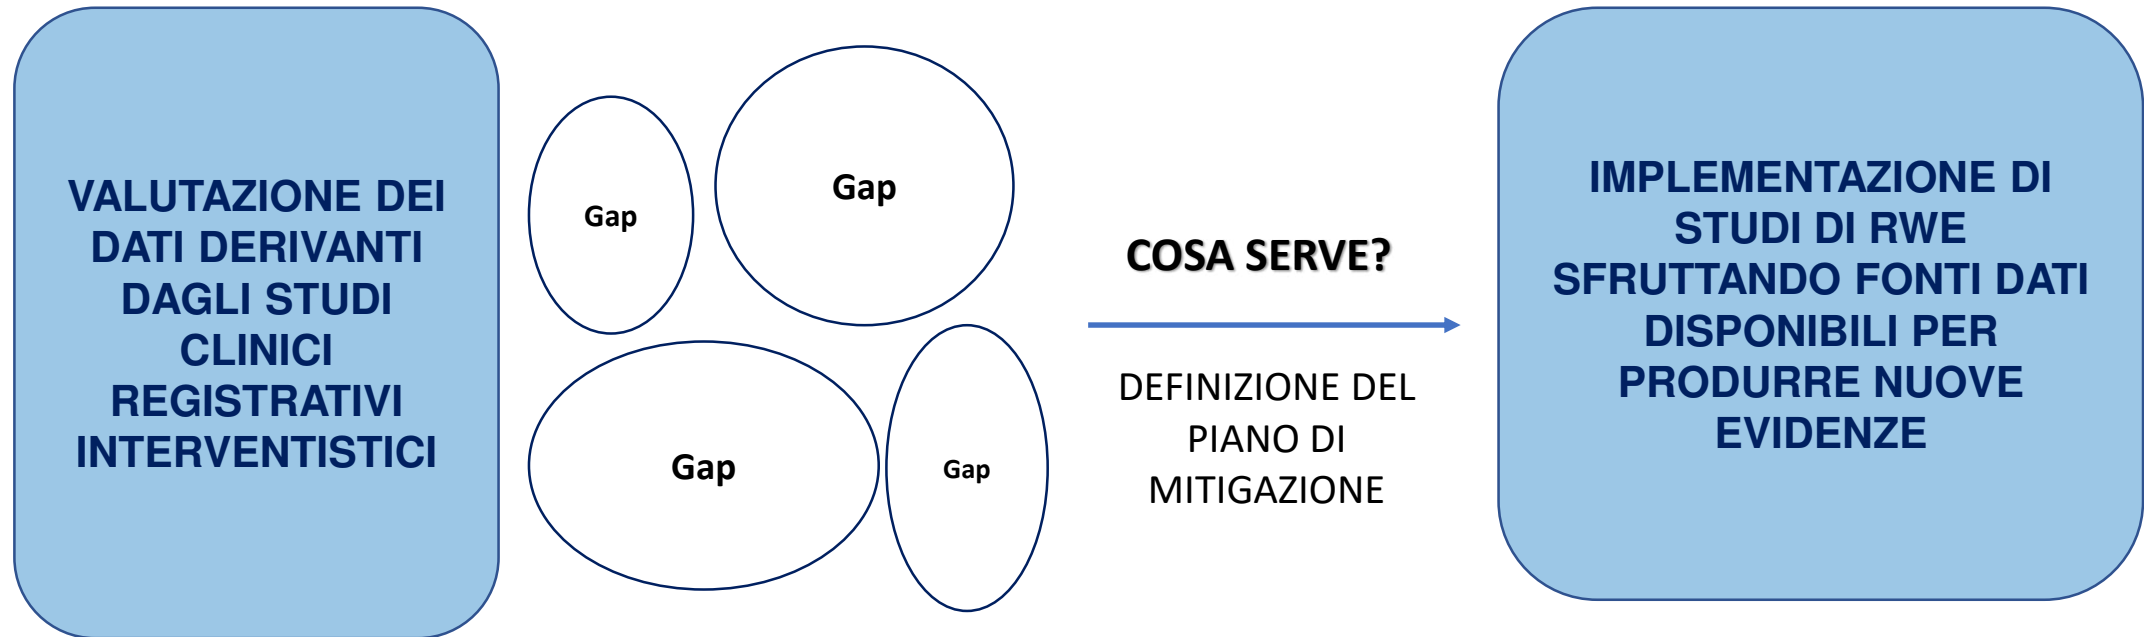 VALUTAZIONE DEI
DATI DERIVANTI
DAGLI STUDI
CLINICI
REGISTRATIVI
INTERVENTISTICI
Gap
Gap
Gap
Gap
COSA SERVE?
DEFINIZIONE DEL
PIANO DI
MITIGAZIONE
IMPLEMENTAZIONE DI
STUDI DI RWE
SFRUTTANDO FONTI DATI
DISPONIBILI PER
PRODURRE NUOVE
EVIDENZE